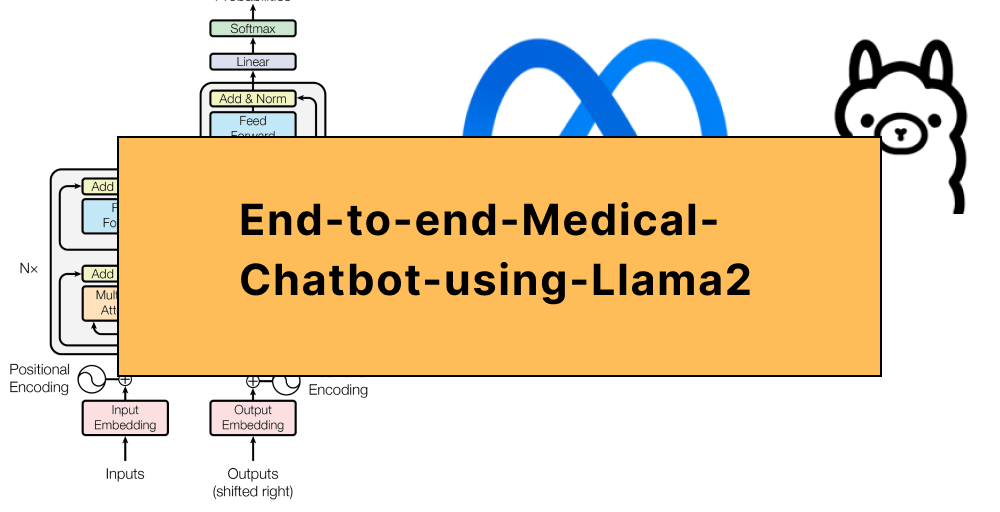 Softmax
Linear
Add & Norm
Feed
Add
Add
Nx
End-to-end-Medical-
Chatbot-using-Llama2
Positional
Encoding
Encoding
Input
Embedding
Output
Embedding
Inputs
Outputs
(shifted right)